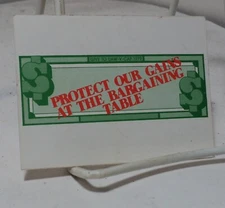 PROTECT OUR GAINS
AT THE BARGAINING
TABLE